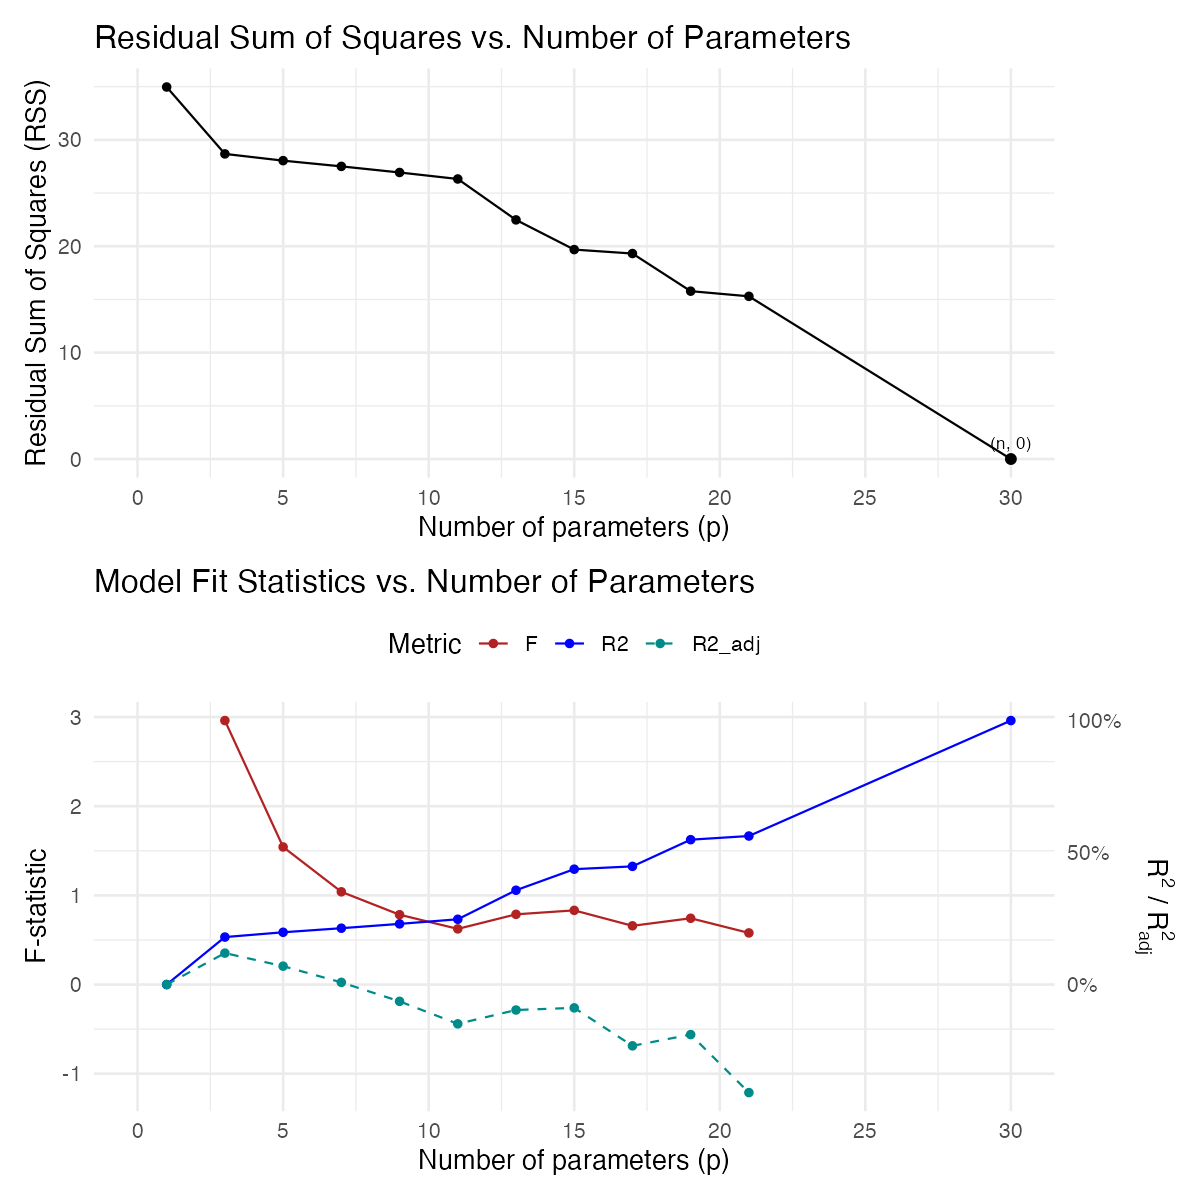 Residual Sum of Squares vs. Number of Parameters
Residual Sum of Squares (RSS)
30
20
10
0
(n, 0)
0 5 10 15 20 25 30
Number of parameters (p)
Model Fit Statistics vs. Number of Parameters
Metric F R2 R2_adj
F-statistic
3
2
1
0
-1
100%
50%
0%
R² / R²adj
0 5 10 15 20 25 30
Number of parameters (p)